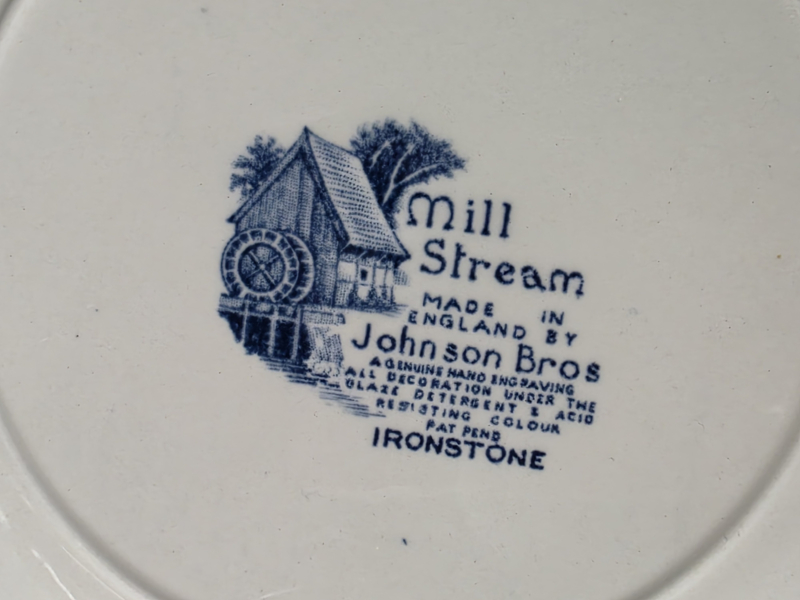 Mill
Stream
MADE IN
ENGLAND BY
Johnson Bros
A GENUINE HAND ENGRAVING
ALL DECORATION UNDER THE
GLAZE DETERGENT & ACID
RESISTING COLOUR
PAT PEND
IRONSTONE